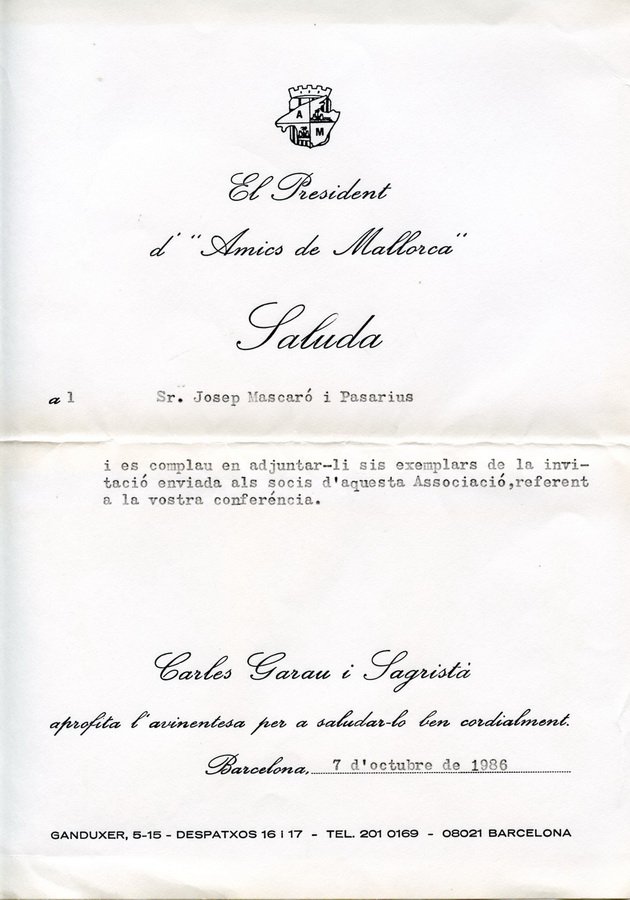 A
M
El President
d' "Amics de Mallorca"
Saluda
al Sr. Josep Mascaró i Pasarius
i es complau en adjuntar-li sis exemplars de la invi-
tació enviada als socis d'aquesta Associació,referent
a la vostra conferéncia.
Carles Garau i Sagristà
aprofita l'avinentesa per a saludar-lo ben cordialment.
Barcelona, 7 d'octubre de 1986
GANDUXER, 5-15 - DESPATXOS 16 I 17 - TEL. 201 0169 - 08021 BARCELONA